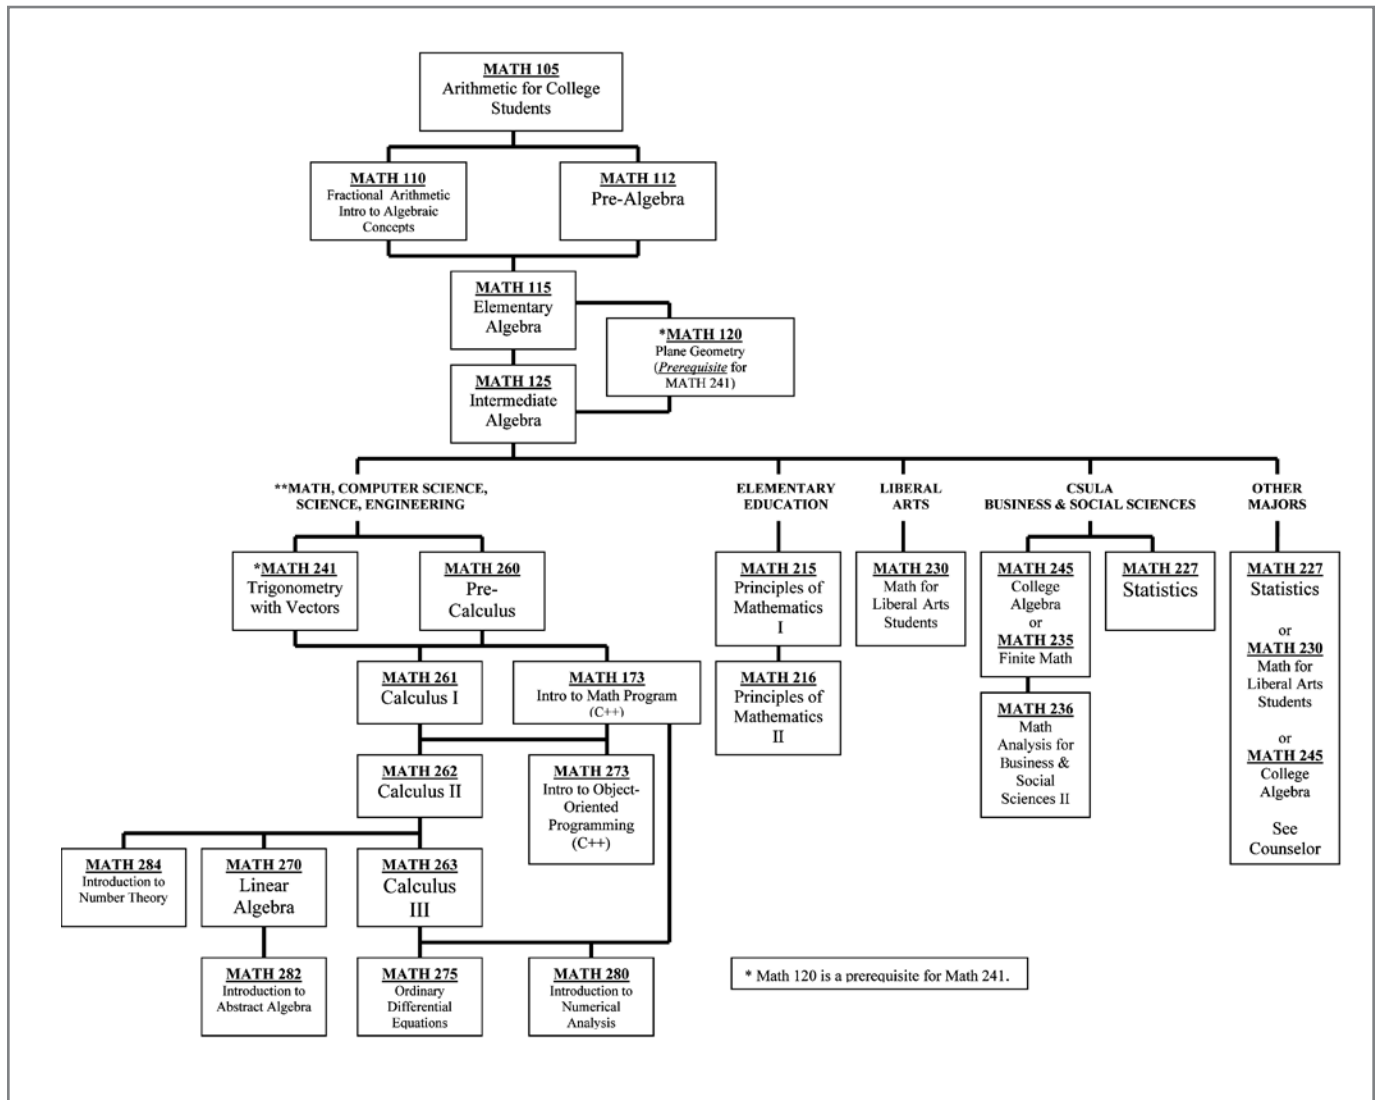 MATH 105
Arithmetic for College
Students
MATH 110
Fractional Arithmetic
Intro to Algebraic
Concepts
MATH 112
Pre-Algebra
MATH 115
Elementary
Algebra
*MATH 120
Plane Geometry
(Prerequisite for
MATH 241)
MATH 125
Intermediate
Algebra
**MATH, COMPUTER SCIENCE,
SCIENCE, ENGINEERING
ELEMENTARY
EDUCATION
LIBERAL
ARTS
CSULA
BUSINESS & SOCIAL SCIENCES
OTHER
MAJORS
*MATH 241
Trigonometry
with Vectors
MATH 260
Pre-
Calculus
MATH 215
Principles of
Mathematics
I
MATH 230
Math for
Liberal Arts
Students
MATH 245
College
Algebra
or
MATH 235
Finite Math
MATH 227
Statistics
MATH 227
Statistics
or
MATH 230
Math for
Liberal Arts
Students
or
MATH 245
College
Algebra
See
Counselor
MATH 261
Calculus I
MATH 173
Intro to Math Program
(C++)
MATH 216
Principles of
Mathematics
II
MATH 236
Math
Analysis for
Business &
Social
Sciences II
MATH 262
Calculus II
MATH 273
Intro to Object-
Oriented
Programming
(C++)
MATH 284
Introduction to
Number Theory
MATH 270
Linear
Algebra
MATH 263
Calculus
III
MATH 282
Introduction to
Abstract Algebra
MATH 275
Ordinary
Differential
Equations
MATH 280
Introduction to
Numerical
Analysis
* Math 120 is a prerequisite for Math 241.